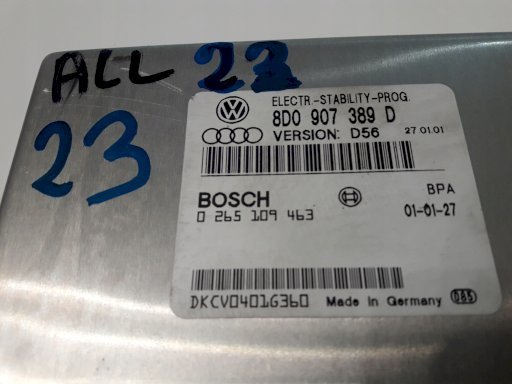 ALL 23
23
ELECTR.-STABILITY-PROG.
8D0 907 389 D
VERSION: D56 27.01.01
BOSCH BPA
0 265 109 463 01-01-27
DKCV0401G360 Made in Germany 085